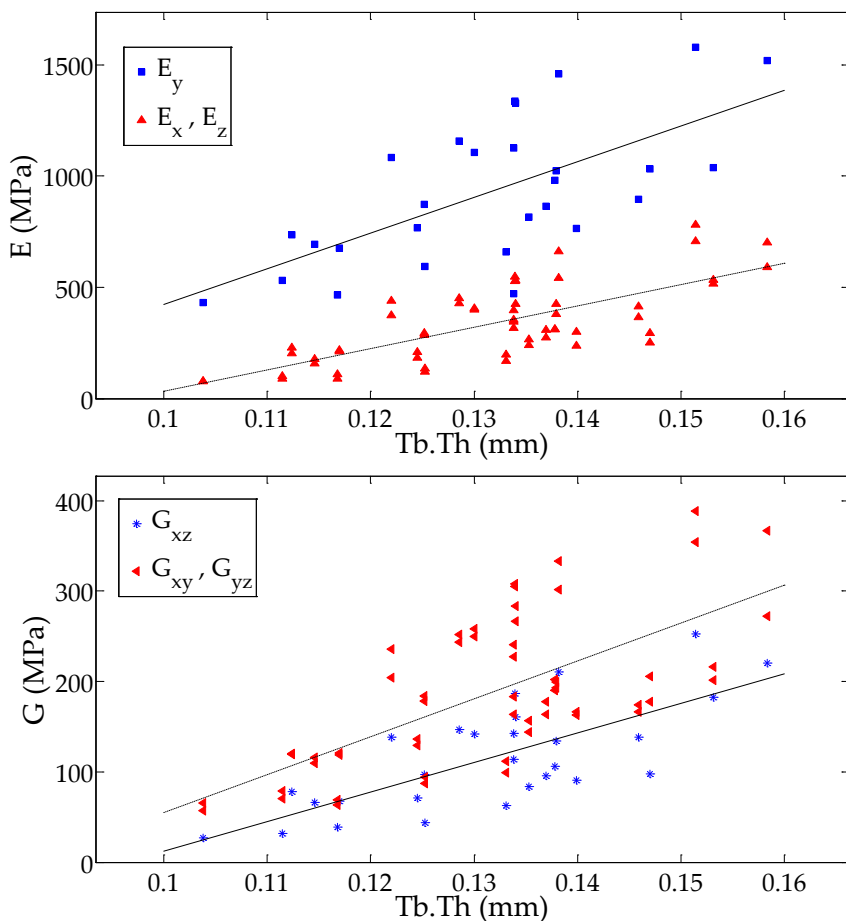 1500
1000
500
0
E (MPa)
E_y
E_x , E_z
0.1 0.11 0.12 0.13 0.14 0.15 0.16
Tb.Th (mm)
400
300
200
100
0
G (MPa)
G_xz
G_xy , G_yz
0.1 0.11 0.12 0.13 0.14 0.15 0.16
Tb.Th (mm)